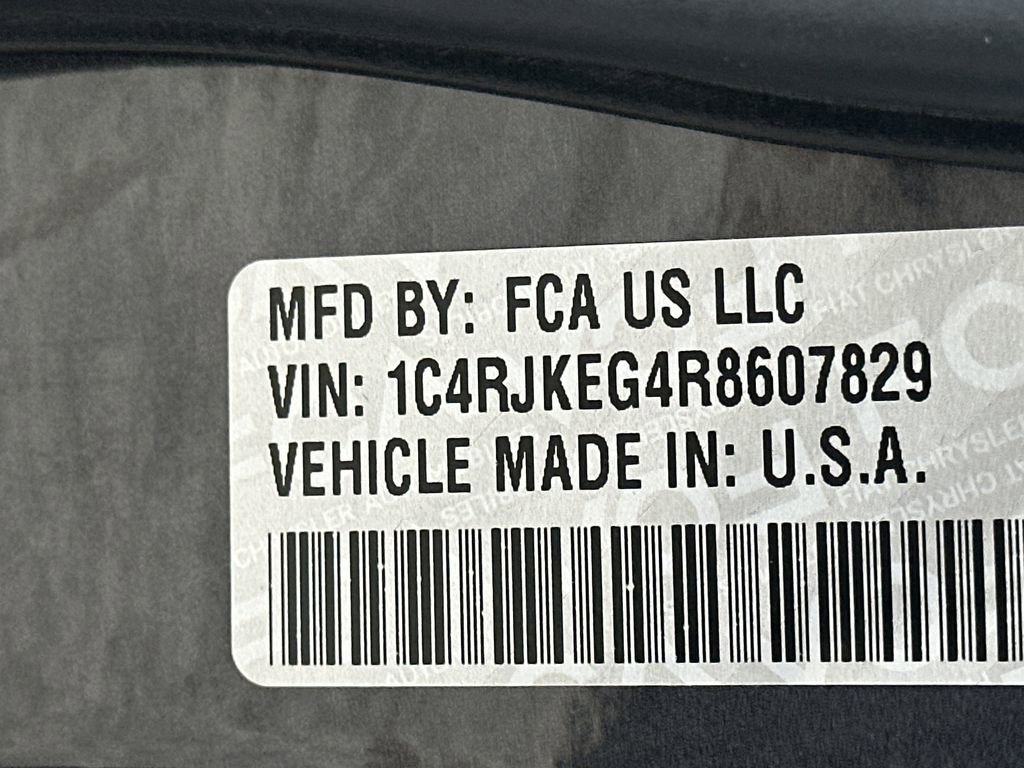 MFD BY: FCA US LLC
VIN: 1C4RJKEG4R8607829
VEHICLE MADE IN: U.S.A.